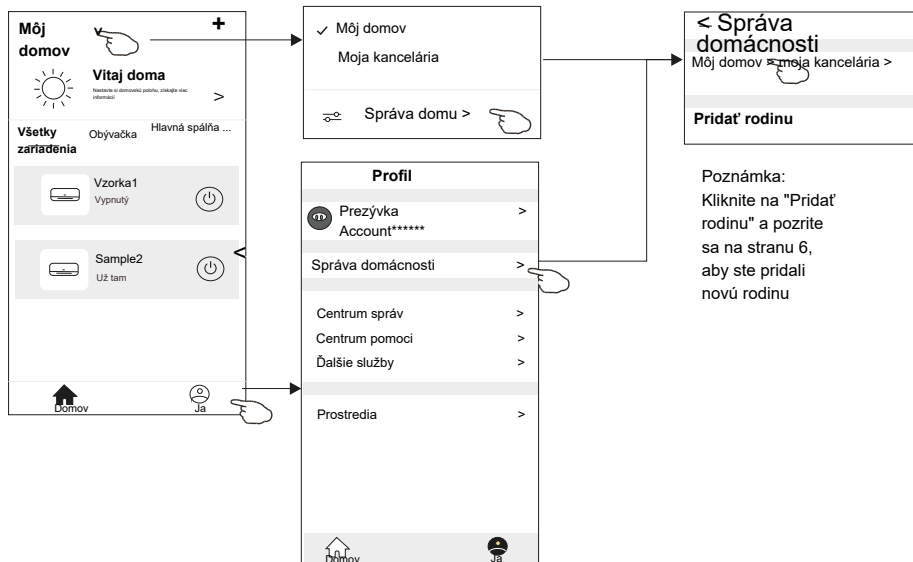 Môj
domov
+
Vitaj doma
Nastavte si domovskú polohu, získajte viac
informácií
>
Všetky
zariadenia
Obývačka
Hlavná spálňa ...
Vzorka1
Vypnutý
Sample2
Už tam
<
Domov
Ja
✓ Môj domov
Moja kancelária
Správa domu >
Profil
Prezývka >
Account******
Správa domácnosti >
Centrum správ >
Centrum pomoci >
Ďalšie služby >
Prostredia >
Domov
Ja
< Správa
domácnosti
Môj domov > moja kancelária >
Pridať rodinu
Poznámka:
Kliknite na "Pridať
rodinu" a pozrite
sa na stranu 6,
aby ste pridali
novú rodinu